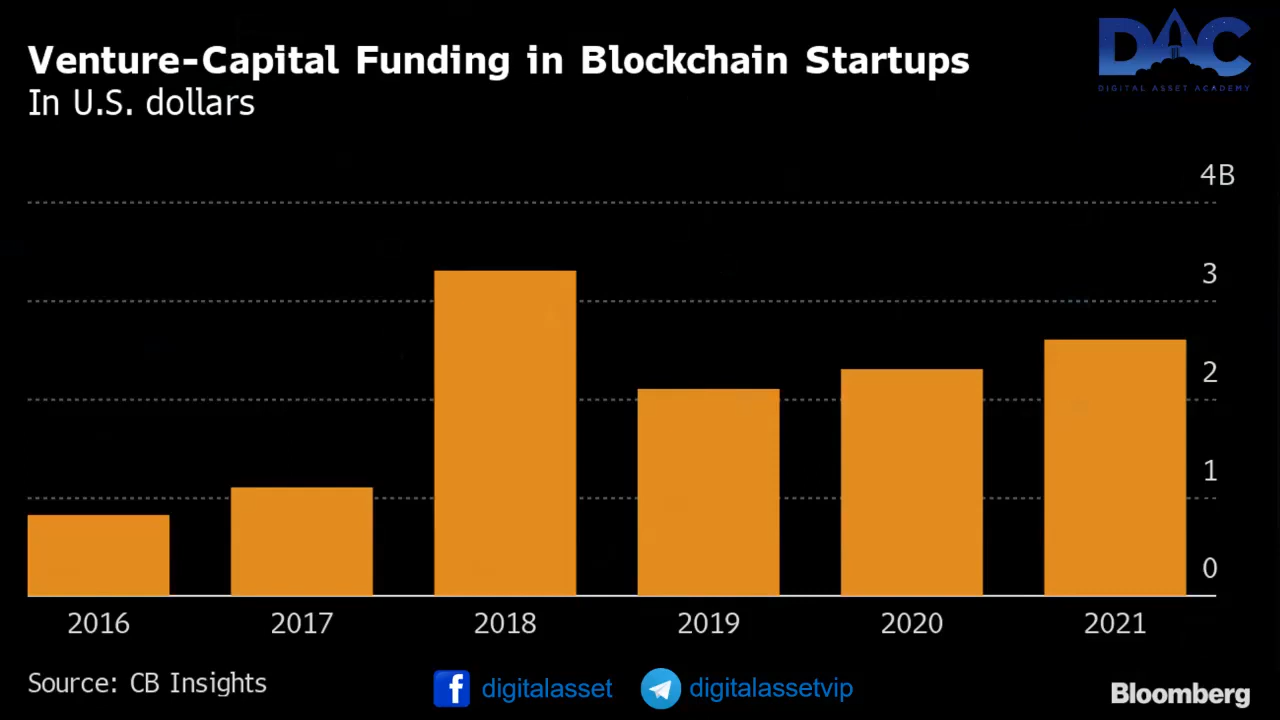 Venture-Capital Funding in Blockchain Startups
In U.S. dollars
DAC
DIGITAL ASSET ACADEMY
4B
3
2
1
0
2016 2017 2018 2019 2020 2021
Source: CB Insights
digitalasset
digitalassetvip
Bloomberg